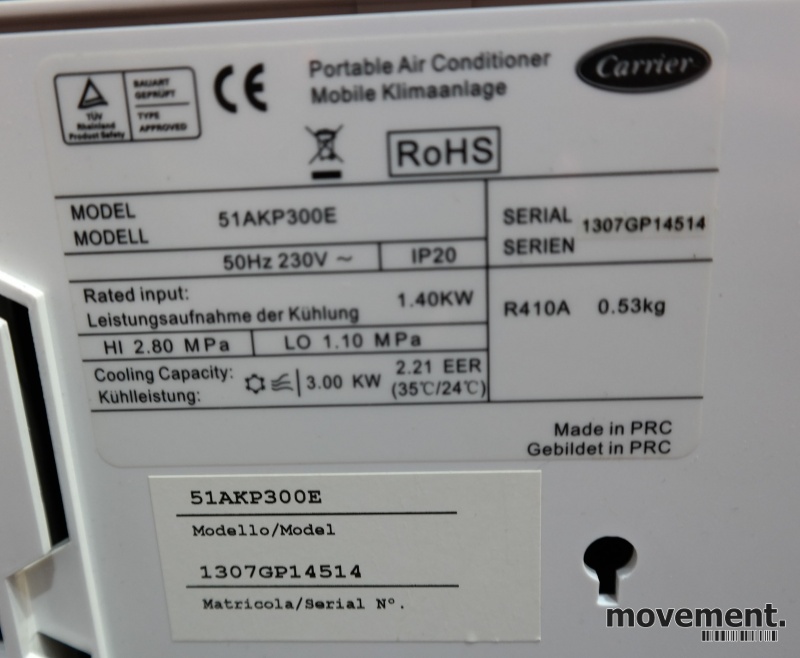 TÜV
Rheinland
Product Safety
BAUART
GEPRÜFT
TYPE
APPROVED
CE
Portable Air Conditioner
Mobile Klimaanlage
Carrier
RoHS
MODEL
MODELL
51AKP300E
SERIAL
SERIEN
1307GP14514
50Hz 230V ~
IP20
Rated input:
Leistungsaufnahme der Kühlung
1.40KW
R410A 0.53kg
HI 2.80 MPa
LO 1.10 MPa
Cooling Capacity:
Kühlleistung:
3.00 KW
2.21 EER
(35℃/24℃)
Made in PRC
Gebildet in PRC
51AKP300E
Modello/Model
1307GP14514
Matricola/Serial N°.
movement.